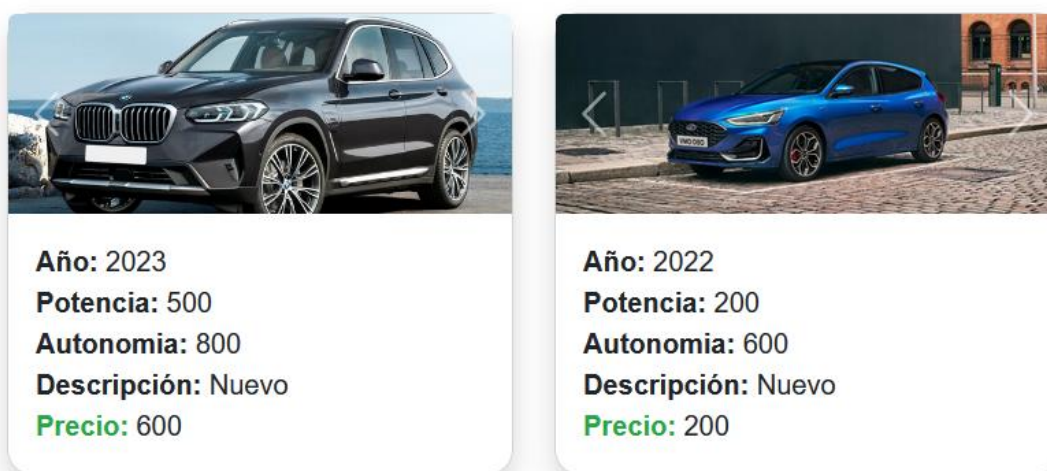 Año: 2023
Potencia: 500
Autonomia: 800
Descripción: Nuevo
Precio: 600
Año: 2022
Potencia: 200
Autonomia: 600
Descripción: Nuevo
Precio: 200